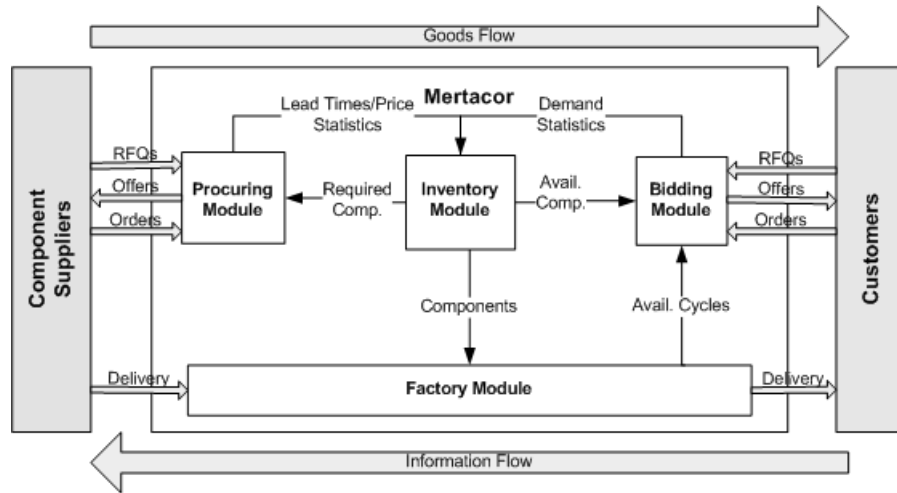 Goods Flow
Component
Suppliers
Mertacor
Lead Times/Price
Statistics
Demand
Statistics
RFQs
Offers
Orders
Procuring
Module
Required
Comp.
Inventory
Module
Avail.
Comp.
Bidding
Module
RFQs
Offers
Orders
Customers
Components
Avail. Cycles
Delivery
Factory Module
Delivery
Information Flow